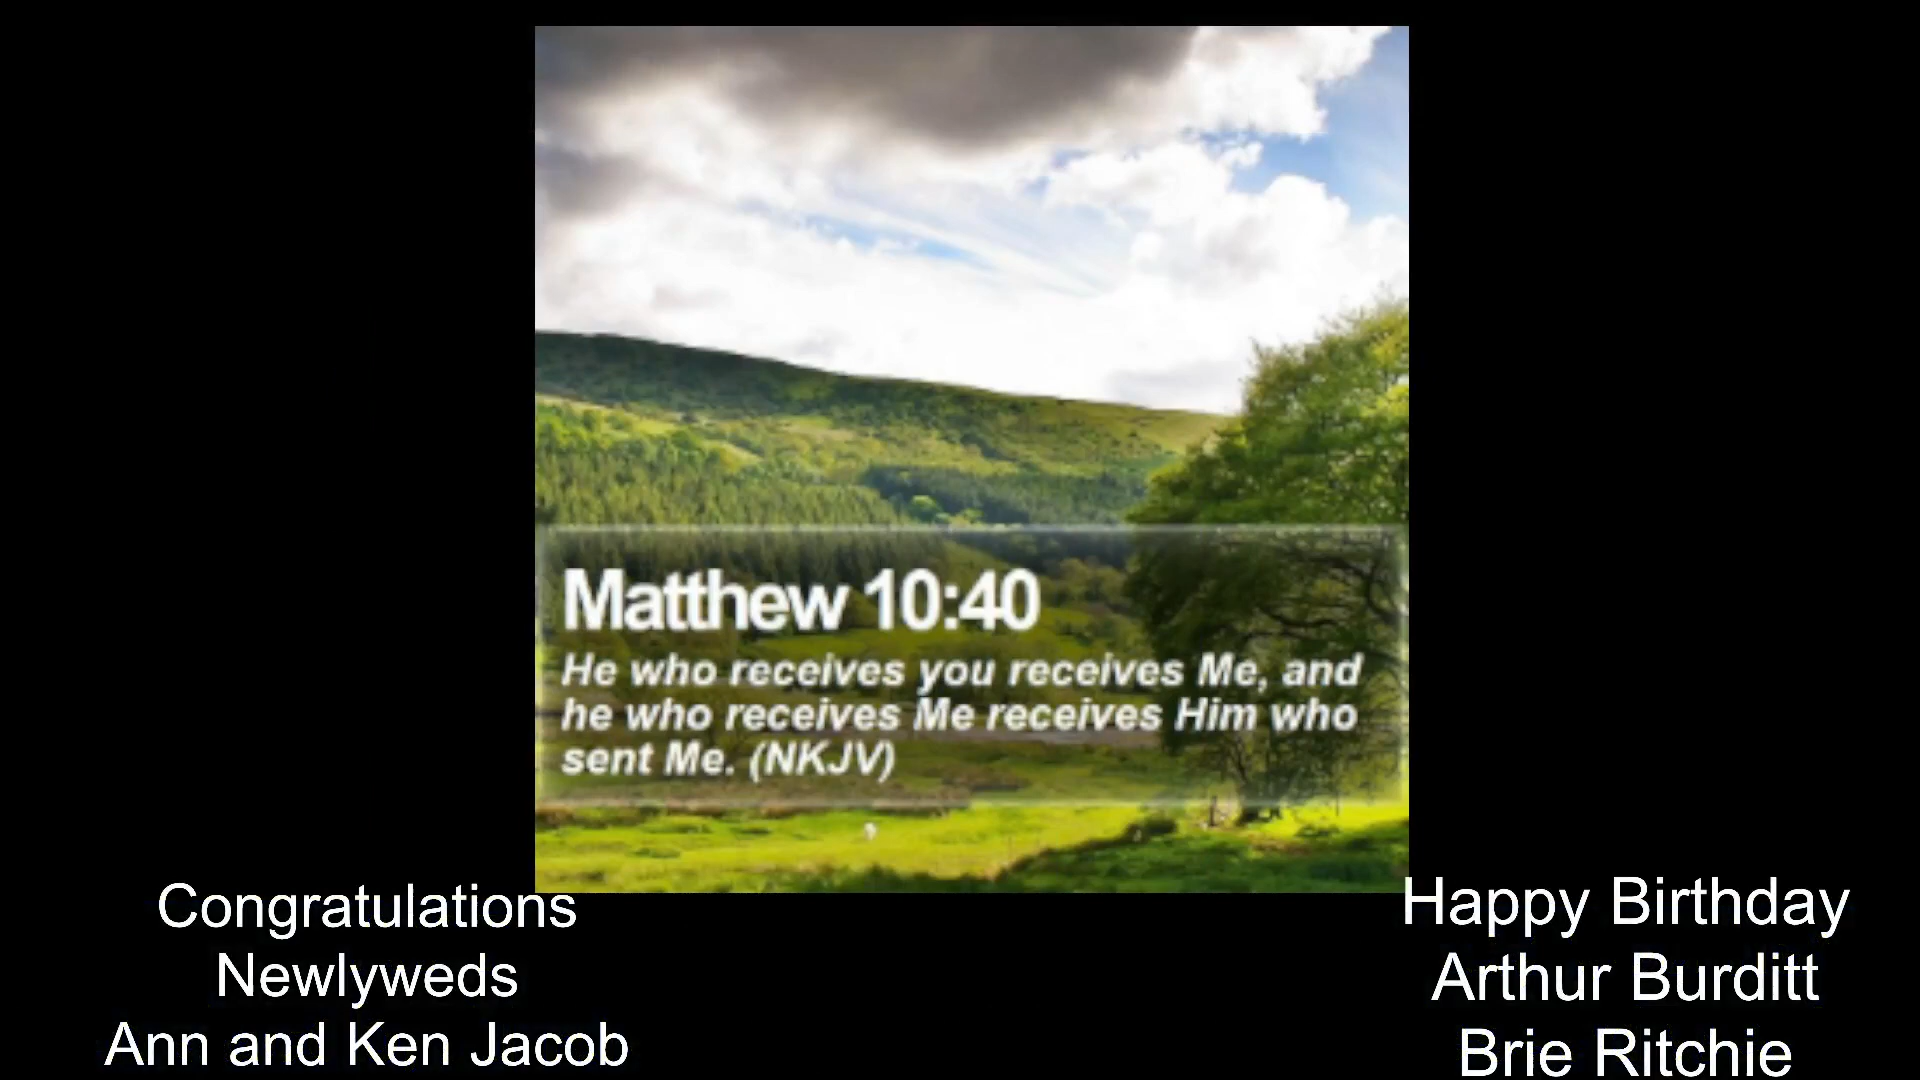 Matthew 10:40
He who receives you receives Me, and
he who receives Me receives Him who
sent Me. (NKJV)
Congratulations
Newlyweds
Ann and Ken Jacob
Happy Birthday
Arthur Burditt
Brie Ritchie